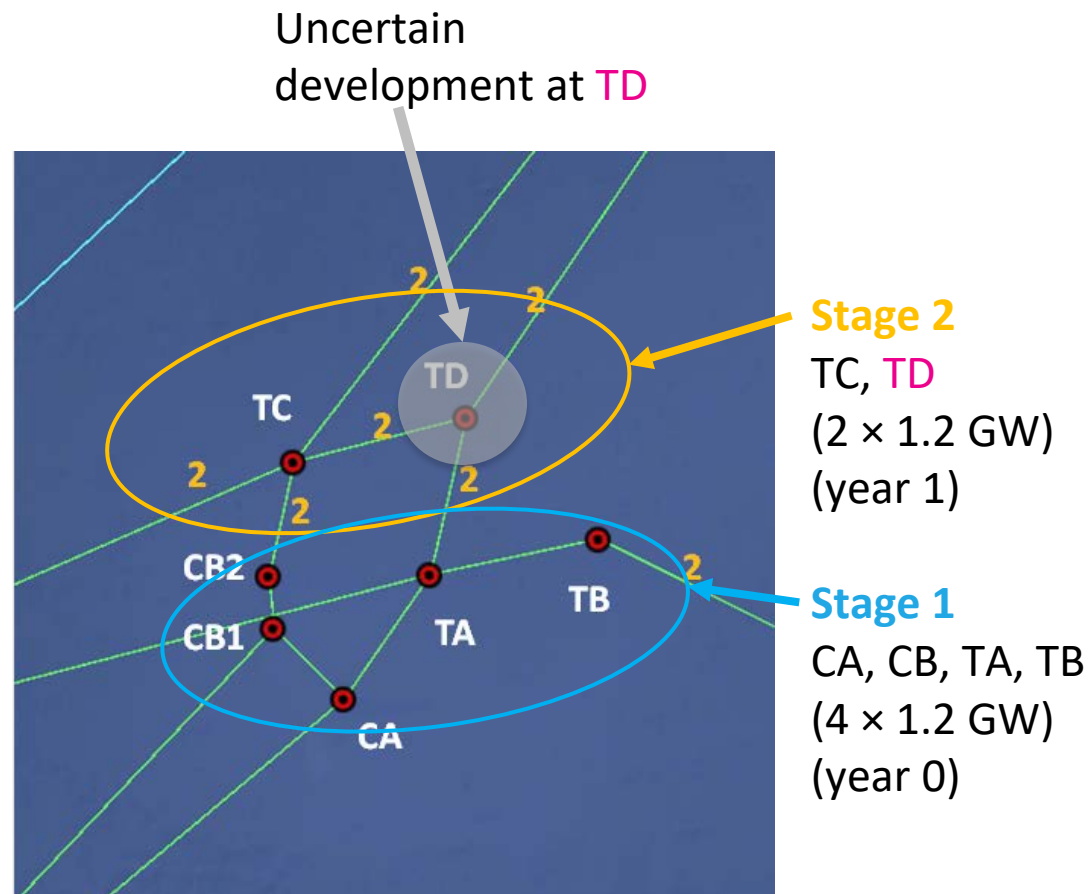 Uncertain
development at TD
2
2
TD
TC
2
2
2
2
CB2
2
TB
CB1
TA
CA
Stage 2
TC, TD
(2 × 1.2 GW)
(year 1)
Stage 1
CA, CB, TA, TB
(4 × 1.2 GW)
(year 0)